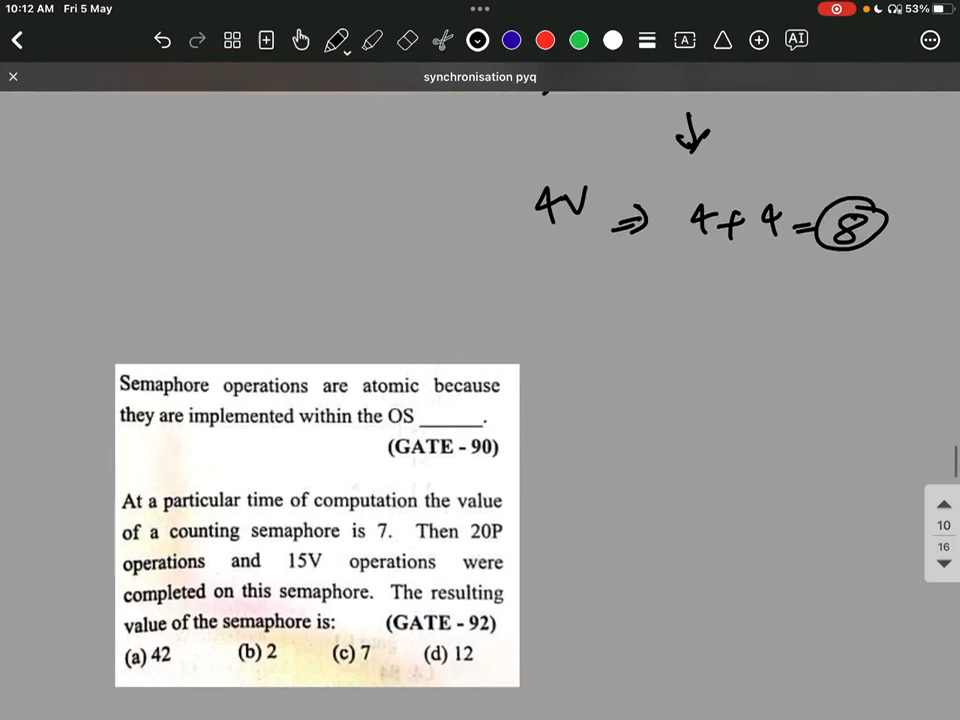 10:12 AM Fri 5 May
53%
AI
synchronisation pyq
4V ⇒ 4+4=8
Semaphore operations are atomic because
they are implemented within the OS ______.
(GATE - 90)
At a particular time of computation the value
of a counting semaphore is 7. Then 20P
operations and 15V operations were
completed on this semaphore. The resulting
value of the semaphore is: (GATE - 92)
(a) 42 (b) 2 (c) 7 (d) 12
10
16